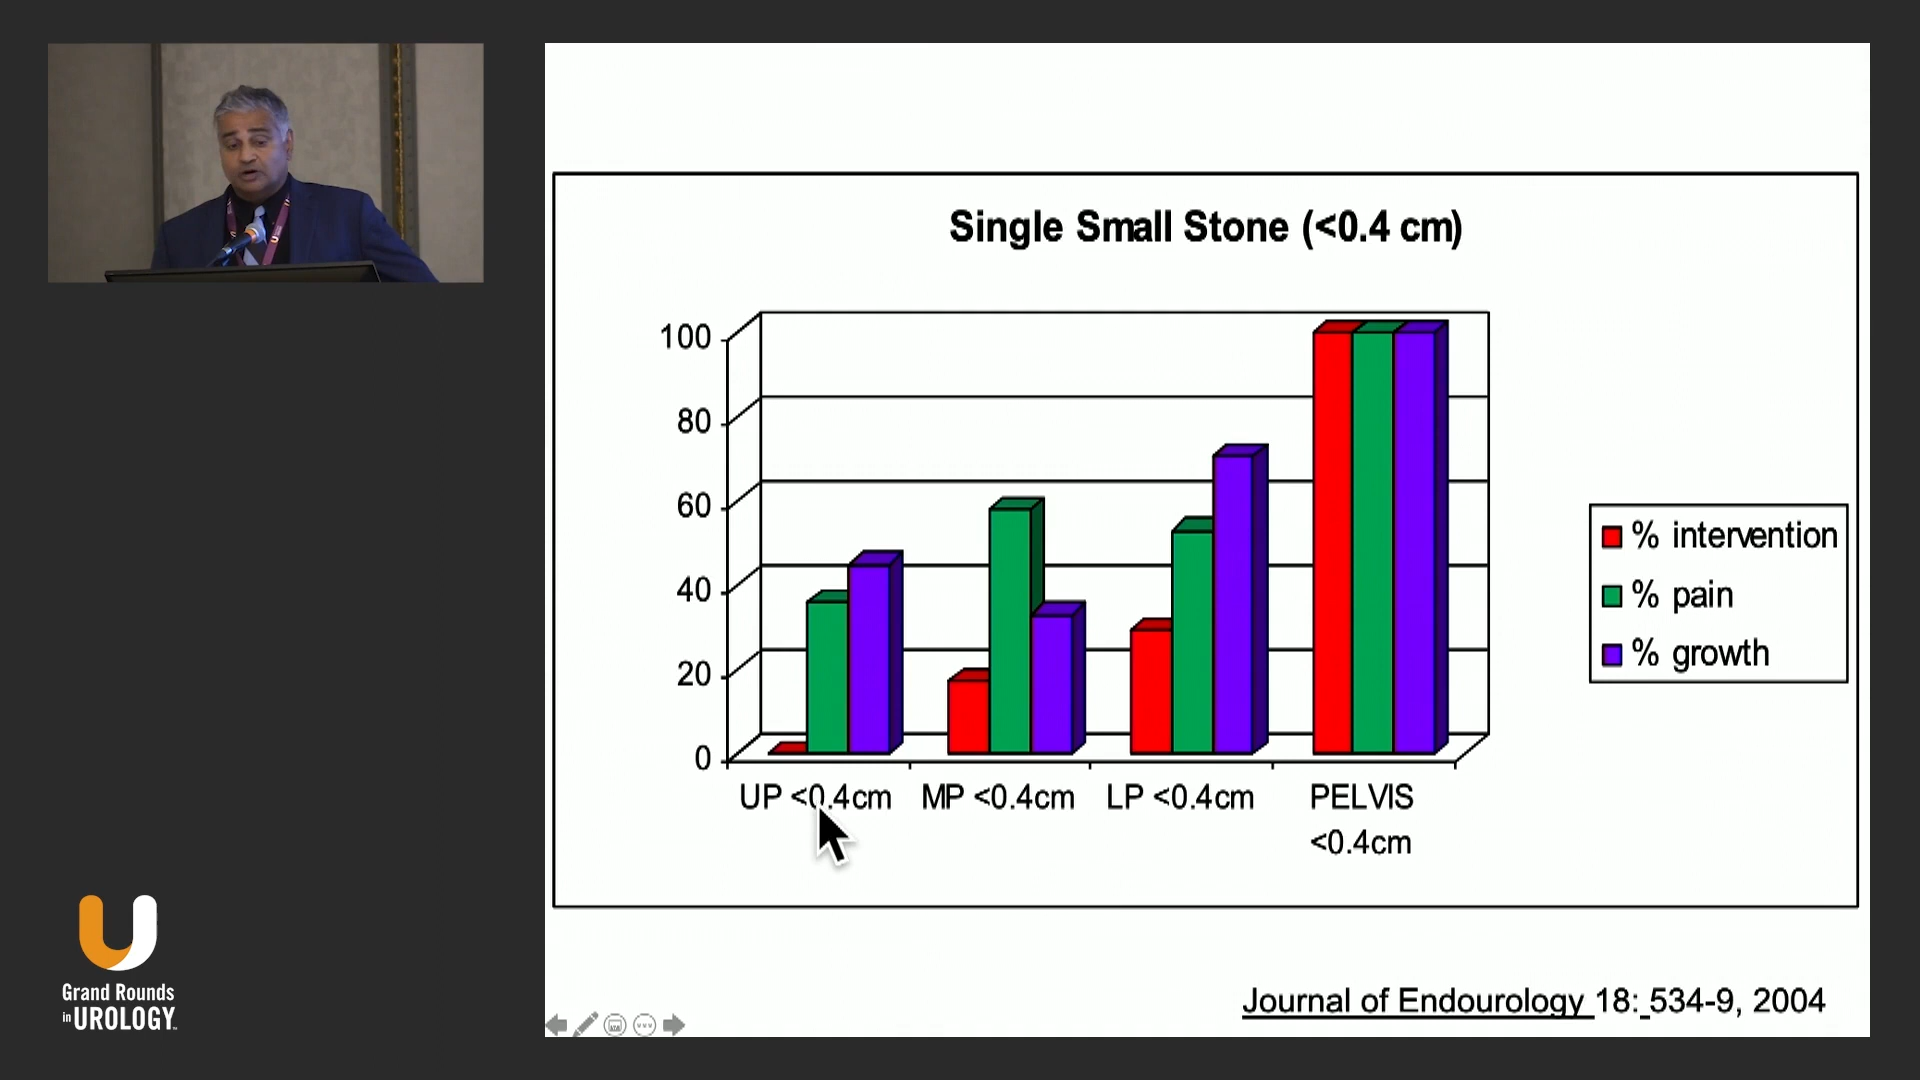 Single Small Stone (<0.4 cm)
100
80
60
40
20
0
UP <0.4cm
MP <0.4cm
LP <0.4cm
PELVIS
<0.4cm
% intervention
% pain
% growth
Journal of Endourology 18: 534-9, 2004
Grand Rounds
in UROLOGY